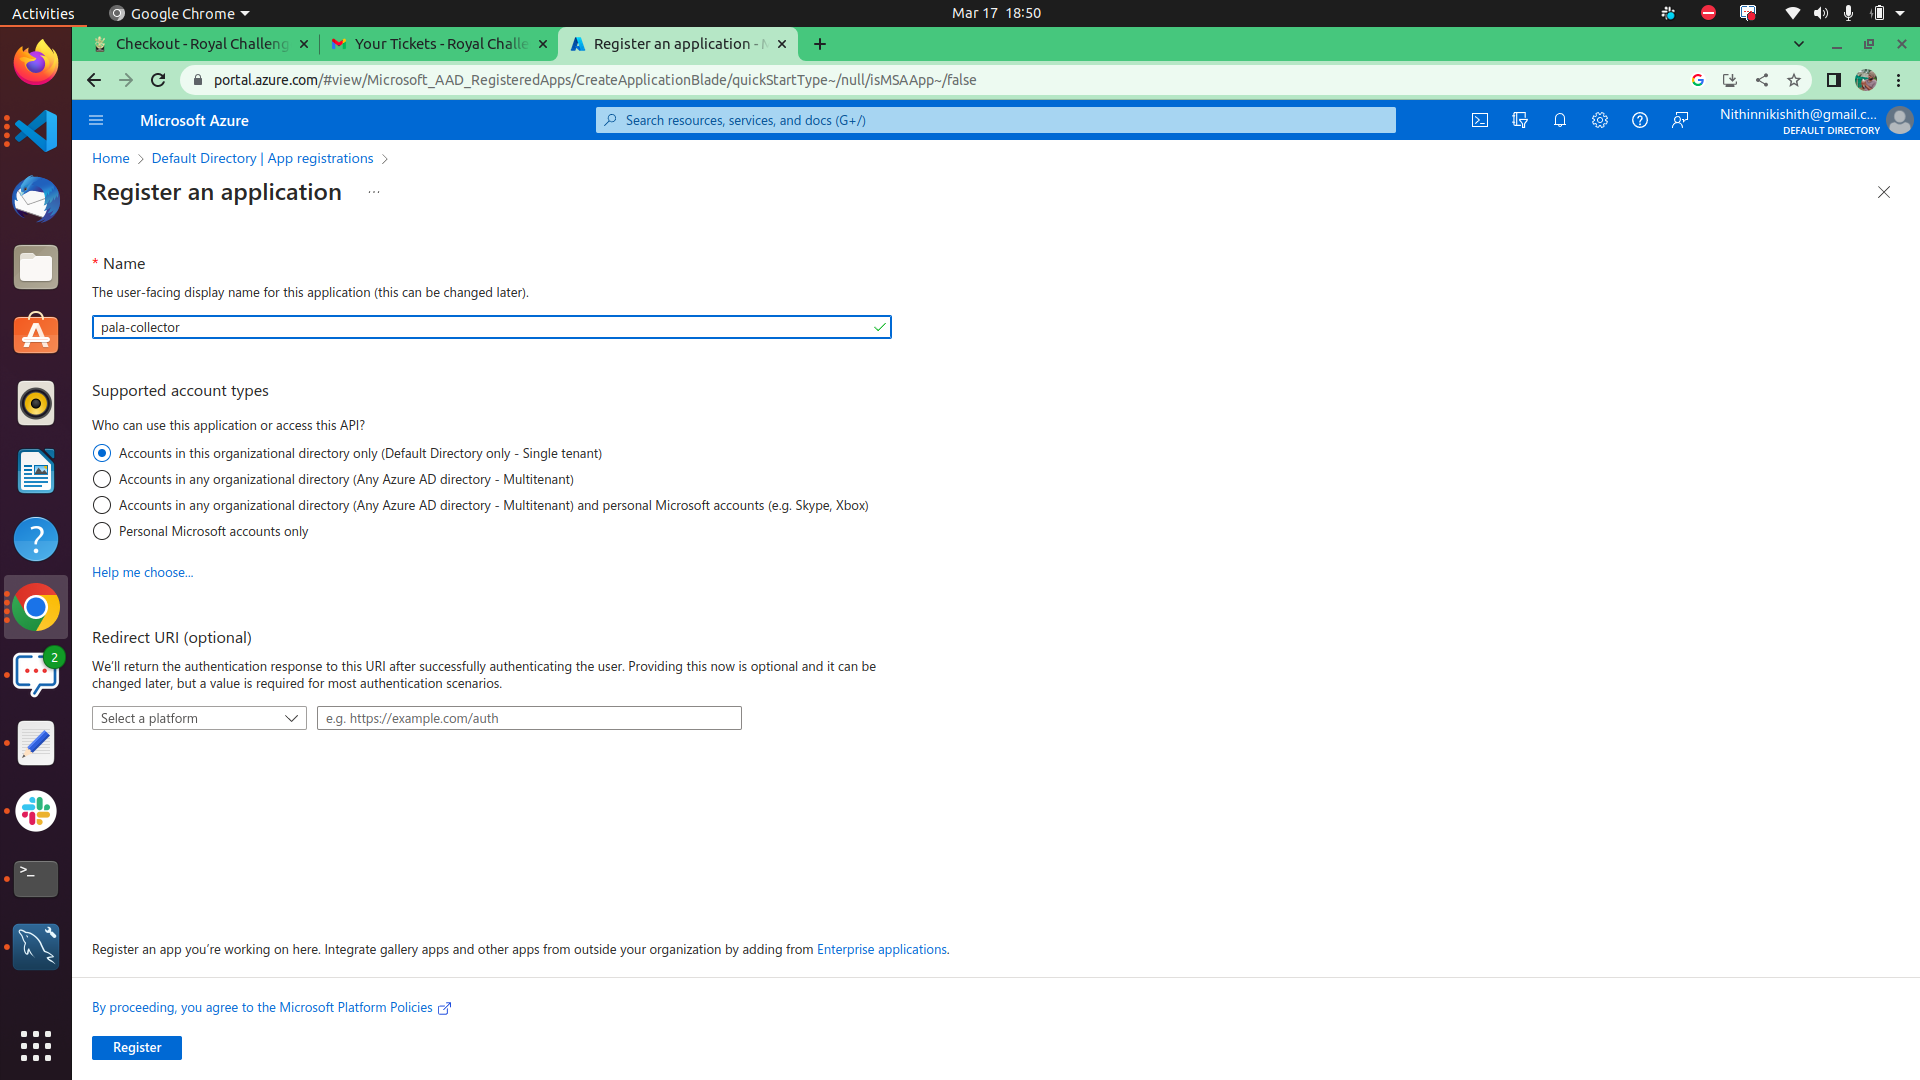 Activities
Google Chrome
Mar 17 18:50
Checkout - Royal Challeng
Your Tickets - Royal Challe
Register an application - M
portal.azure.com/#view/Microsoft_AAD_RegisteredApps/CreateApplicationBlade/quickStartType~/null/isMSAApp~/false
Microsoft Azure
Search resources, services, and docs (G+/)
Nithinnikishith@gmail.c...
DEFAULT DIRECTORY
Home
Default Directory | App registrations
Register an application
...
* Name
The user-facing display name for this application (this can be changed later).
pala-collector
Supported account types
Who can use this application or access this API?
Accounts in this organizational directory only (Default Directory only - Single tenant)
Accounts in any organizational directory (Any Azure AD directory - Multitenant)
Accounts in any organizational directory (Any Azure AD directory - Multitenant) and personal Microsoft accounts (e.g. Skype, Xbox)
Personal Microsoft accounts only
Help me choose...
2
Redirect URI (optional)
We'll return the authentication response to this URI after successfully authenticating the user. Providing this now is optional and it can be
changed later, but a value is required for most authentication scenarios.
Select a platform
e.g. https://example.com/auth
Register an app you're working on here. Integrate gallery apps and other apps from outside your organization by adding from Enterprise applications.
By proceeding, you agree to the Microsoft Platform Policies
Register